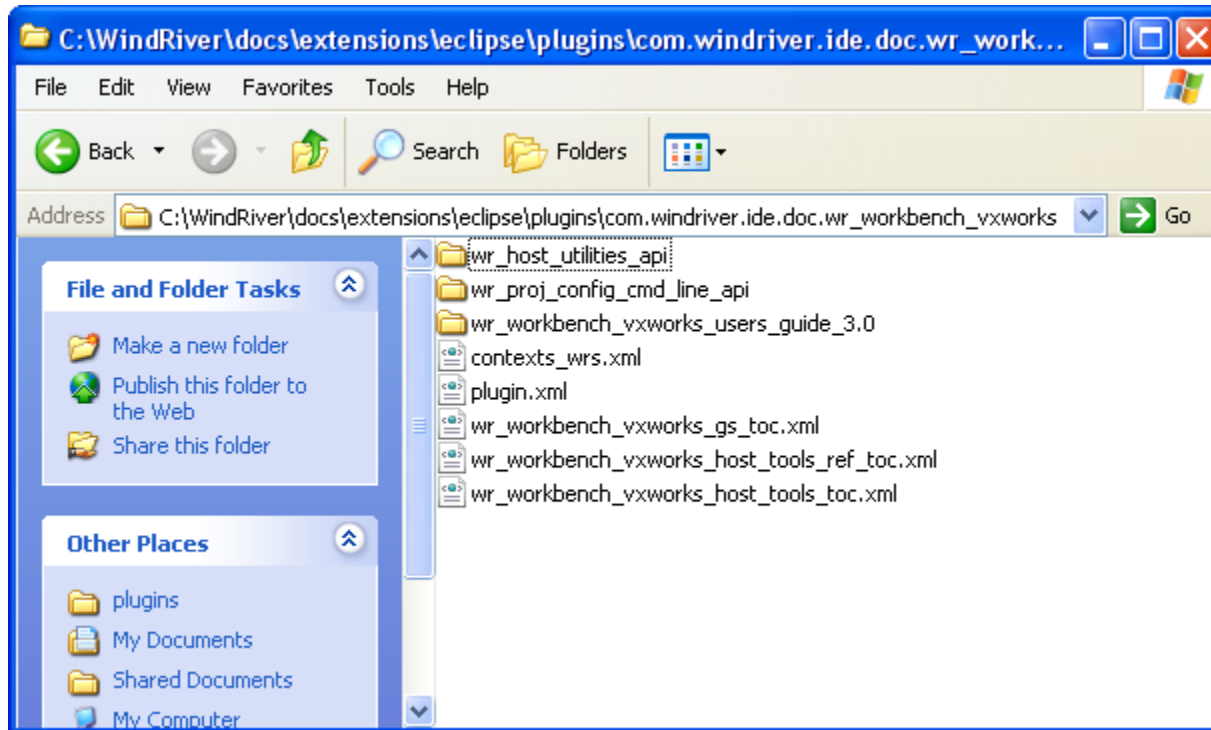 C:\WindRiver\docs\extensions\eclipse\plugins\com.windriver.ide.doc.wr_work...
File Edit View Favorites Tools Help
Back Search Folders
Address C:\WindRiver\docs\extensions\eclipse\plugins\com.windriver.ide.doc.wr_workbench_vxworks Go
File and Folder Tasks
Make a new folder
Publish this folder to
the Web
Share this folder
Other Places
plugins
My Documents
Shared Documents
My Computer
wr_host_utilities_api
wr_proj_config_cmd_line_api
wr_workbench_vxworks_users_guide_3.0
contexts_wrs.xml
plugin.xml
wr_workbench_vxworks_gs_toc.xml
wr_workbench_vxworks_host_tools_ref_toc.xml
wr_workbench_vxworks_host_tools_toc.xml